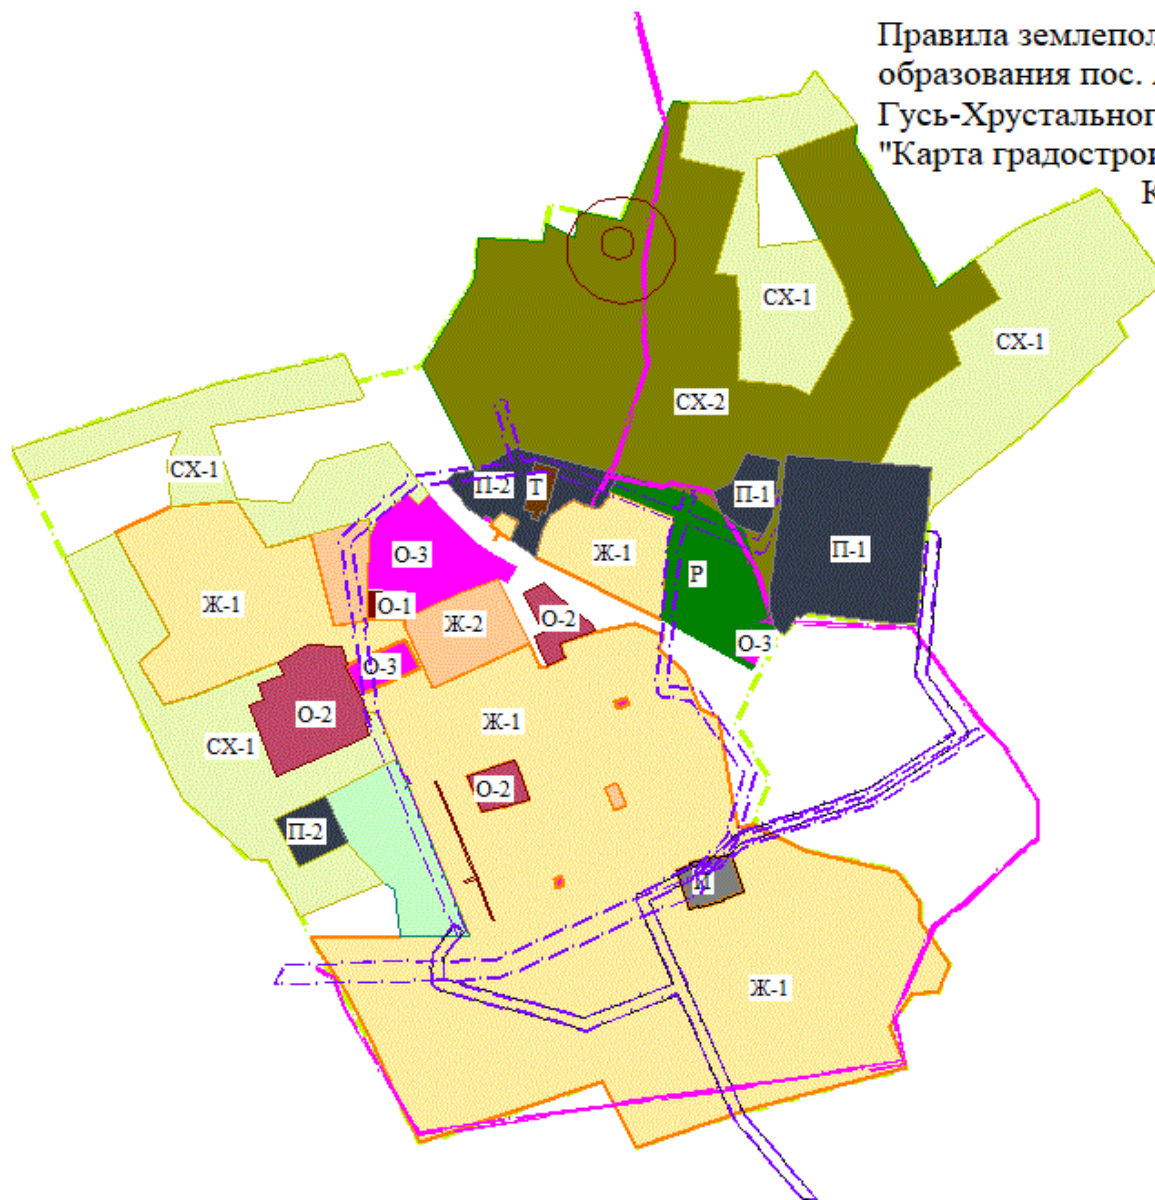 Правила землепол
образования пос.
Гусь-Хрустальног
"Карта градострои
К
СХ-1
СХ-1
СХ-2
СХ-1
П-2
Т
П-1
О-3
Ж-1
П-1
Р
О-1
Ж-1
Ж-2
О-2
О-3
О-3
О-2
Ж-1
СХ-1
О-2
П-2
И
Ж-1